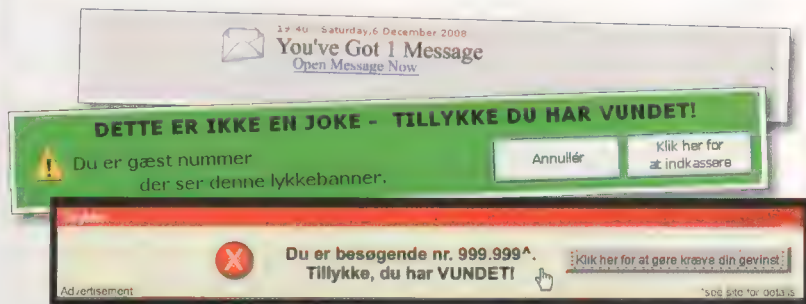 19 40 Saturday,6 December 2008
You've Got 1 Message
Open Message Now
DETTE ER IKKE EN JOKE - TILLYKKE DU HAR VUNDET!
Du er gæst nummer
der ser denne lykkebanner.
Annullér
Klik her for
at indkassere
Du er besøgende nr. 999.999^.
Tillykke, du har VUNDET!
Klik her for at gøre kræve din gevinst
Advertisement
*see site for details